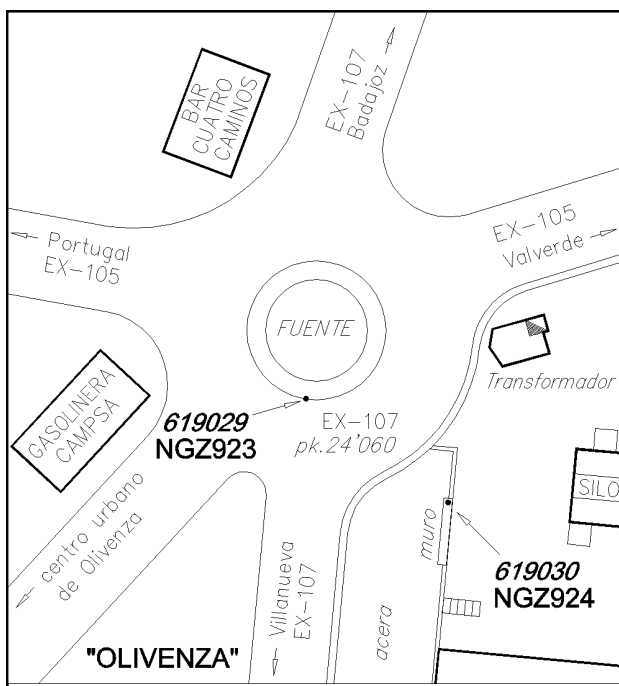 BAR
CUATRO
CAMINOS
EX-107
Badajoz
Portugal
EX-105
EX-105
Valverde
FUENTE
Transformador
GASOLINERA
CAMPSA
619029
NGZ923
EX-107
pk.24'060
SILO
muro
619030
NGZ924
centro urbano
de Olivenza
Villanueva
EX-107
acera
"OLIVENZA"